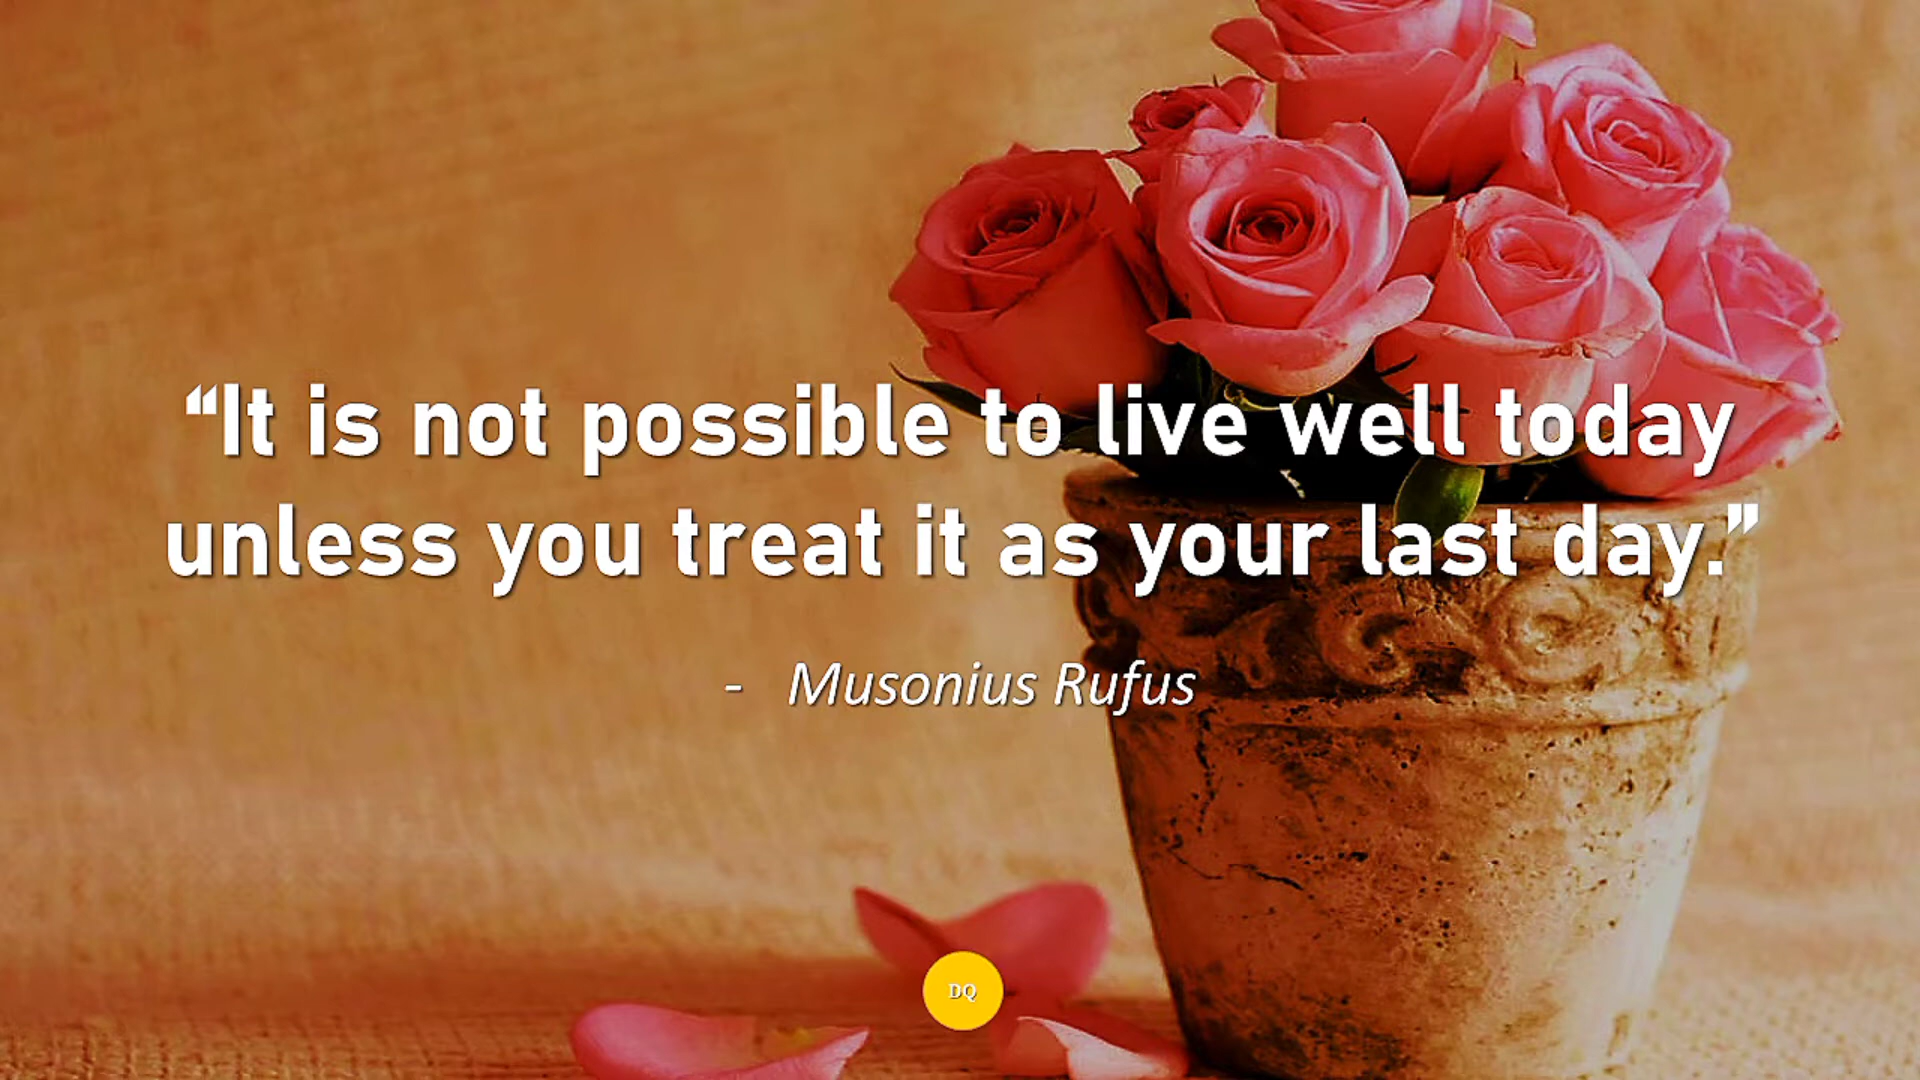 ❝It is not possible to live well today
unless you treat it as your last day.❞
- Musonius Rufus
DQ